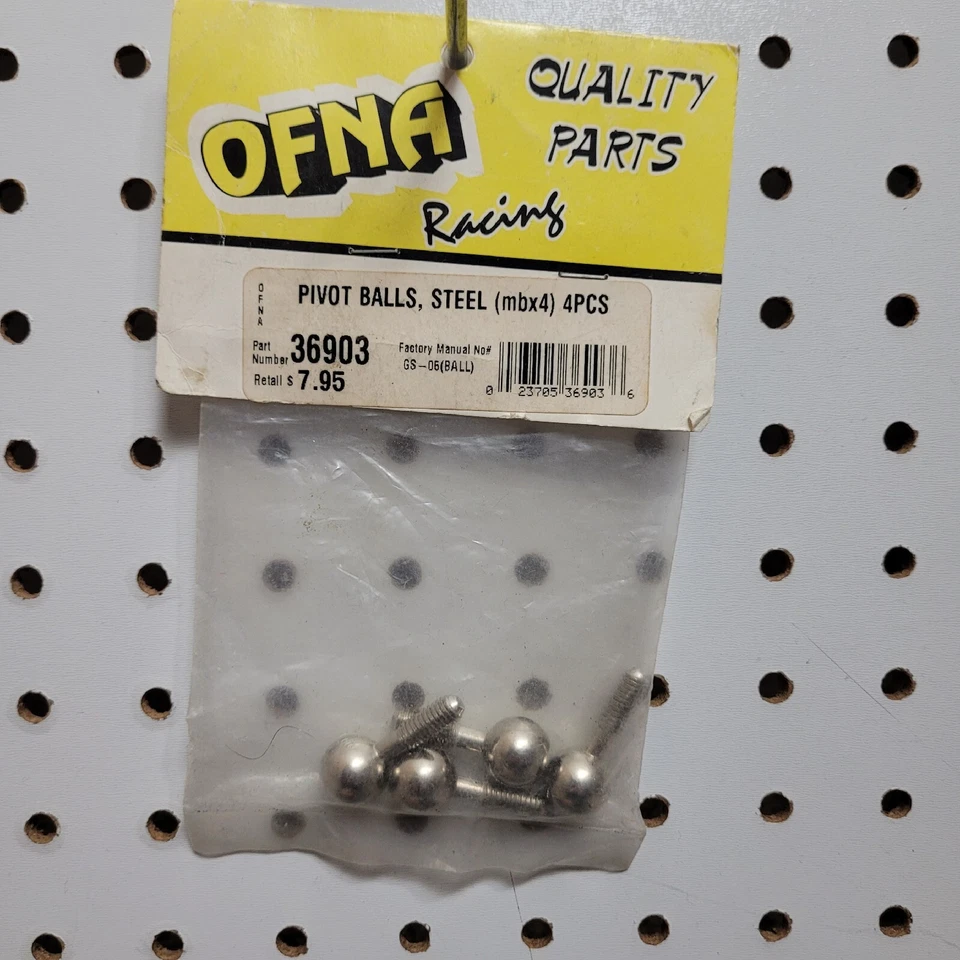 OFNA
QUALITY
PARTS
Racing
OFNA
PIVOT BALLS, STEEL (mbx4) 4PCS
Part
Number 36903
Factory Manual No#
GS-06(BALL)
Retail $ 7.95
0 23705 36903 6